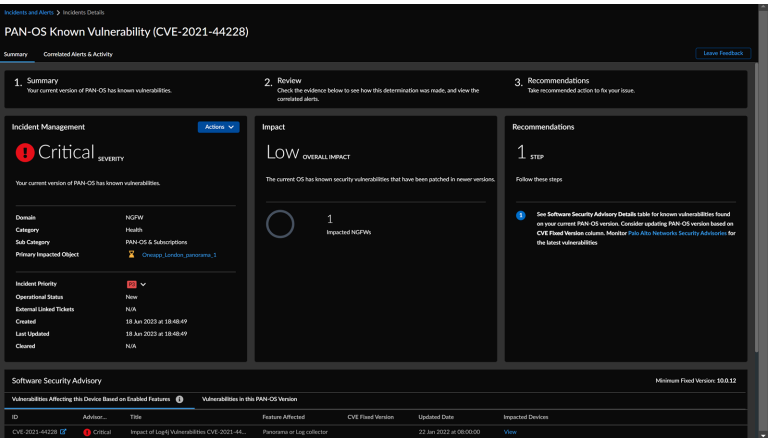 Incidents and Alerts > Incidents Details
PAN-OS Known Vulnerability (CVE-2021-44228)
Summary
Correlated Alerts & Activity
Leave Feedback
1. Summary
Your current version of PAN-OS has known vulnerabilities.
2. Review
Check the evidence below to see how this determination was made, and view the
correlated alerts.
3. Recommendations
Take recommended action to fix your issue.
Incident Management
Actions
Critical SEVERITY
Your current version of PAN-OS has known vulnerabilities.
Domain NGFW
Category Health
Sub Category PAN-OS & Subscriptions
Primary Impacted Object Oneapp_London_panorama_1
Incident Priority P2
Operational Status New
External Linked Tickets N/A
Created 18 Jun 2023 at 18:48:49
Last Updated 18 Jun 2023 at 18:48:49
Cleared N/A
Impact
Low OVERALL IMPACT
The current OS has known security vulnerabilities that have been patched in newer versions.
1
Impacted NGFWs
Recommendations
1 STEP
Follow these steps
1
See Software Security Advisory Details table for known vulnerabilities found
on your current PAN-OS version. Consider updating PAN-OS version based on
CVE Fixed Version column. Monitor Palo Alto Networks Security Advisories for
the latest vulnerabilities
Software Security Advisory
Minimum Fixed Version: 10.0.12
Vulnerabilities Affecting this Device Based on Enabled Features
Vulnerabilities in this PAN-OS Version
ID Advisor... Title Feature Affected CVE Fixed Version Updated Date Impacted Devices
CVE-2021-44228 Critical Impact of Log4j Vulnerabilities CVE-2021-44... Panorama or Log collector 22 Jan 2022 at 08:00:00 View